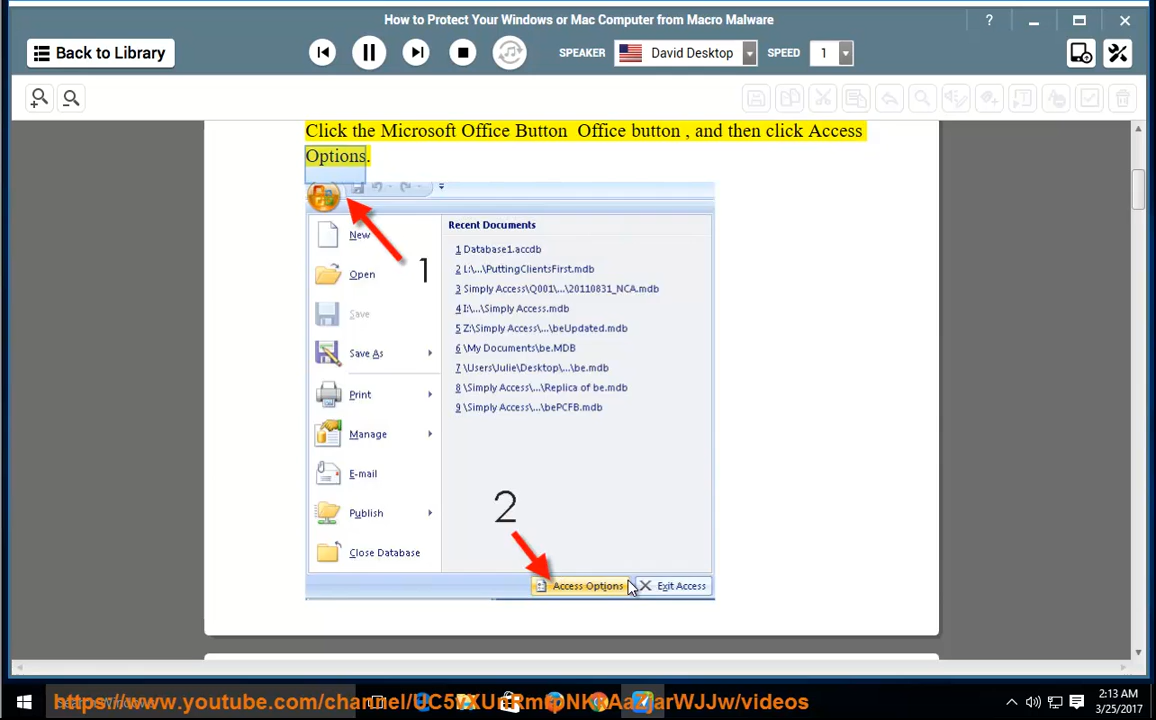 How to Protect Your Windows or Mac Computer from Macro Malware
?
Back to Library
SPEAKER
David Desktop
SPEED
1
Click the Microsoft Office Button  Office button , and then click Access
Options.
New
Open
Save
Save As
Print
Manage
E-mail
Publish
Close Database
1
Recent Documents
1 Database1.accdb
2 L:\...\PuttingClientsFirst.mdb
3 Simply Access\Q001\...\20110831_NCA.mdb
4 I:\...\Simply Access.mdb
5 Z:\Simply Access\...\beUpdated.mdb
6 \My Documents\be.MDB
7 \Users\Julie\Desktop\...\be.mdb
8 \Simply Access\...\Replica of be.mdb
9 \Simply Access\...\bePCFB.mdb
2
Access Options
Exit Access
2:13 AM
3/25/2017